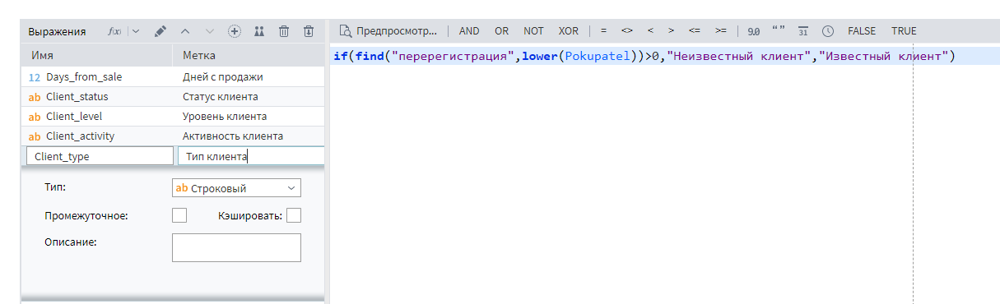 Выражения f(x) Предпросмотр... AND OR NOT XOR = <> < > <= >= 9.0 “ ” 31 FALSE TRUE
Имя Метка
if(find("перерегистрация",lower(Pokupatel))>0,"Неизвестный клиент","Известный клиент")
12 Days_from_sale Дней с продажи
ab Client_status Статус клиента
ab Client_level Уровень клиента
ab Client_activity Активность клиента
Client_type Тип клиента
Тип: ab Строковый
Промежуточное: Кэшировать:
Описание: